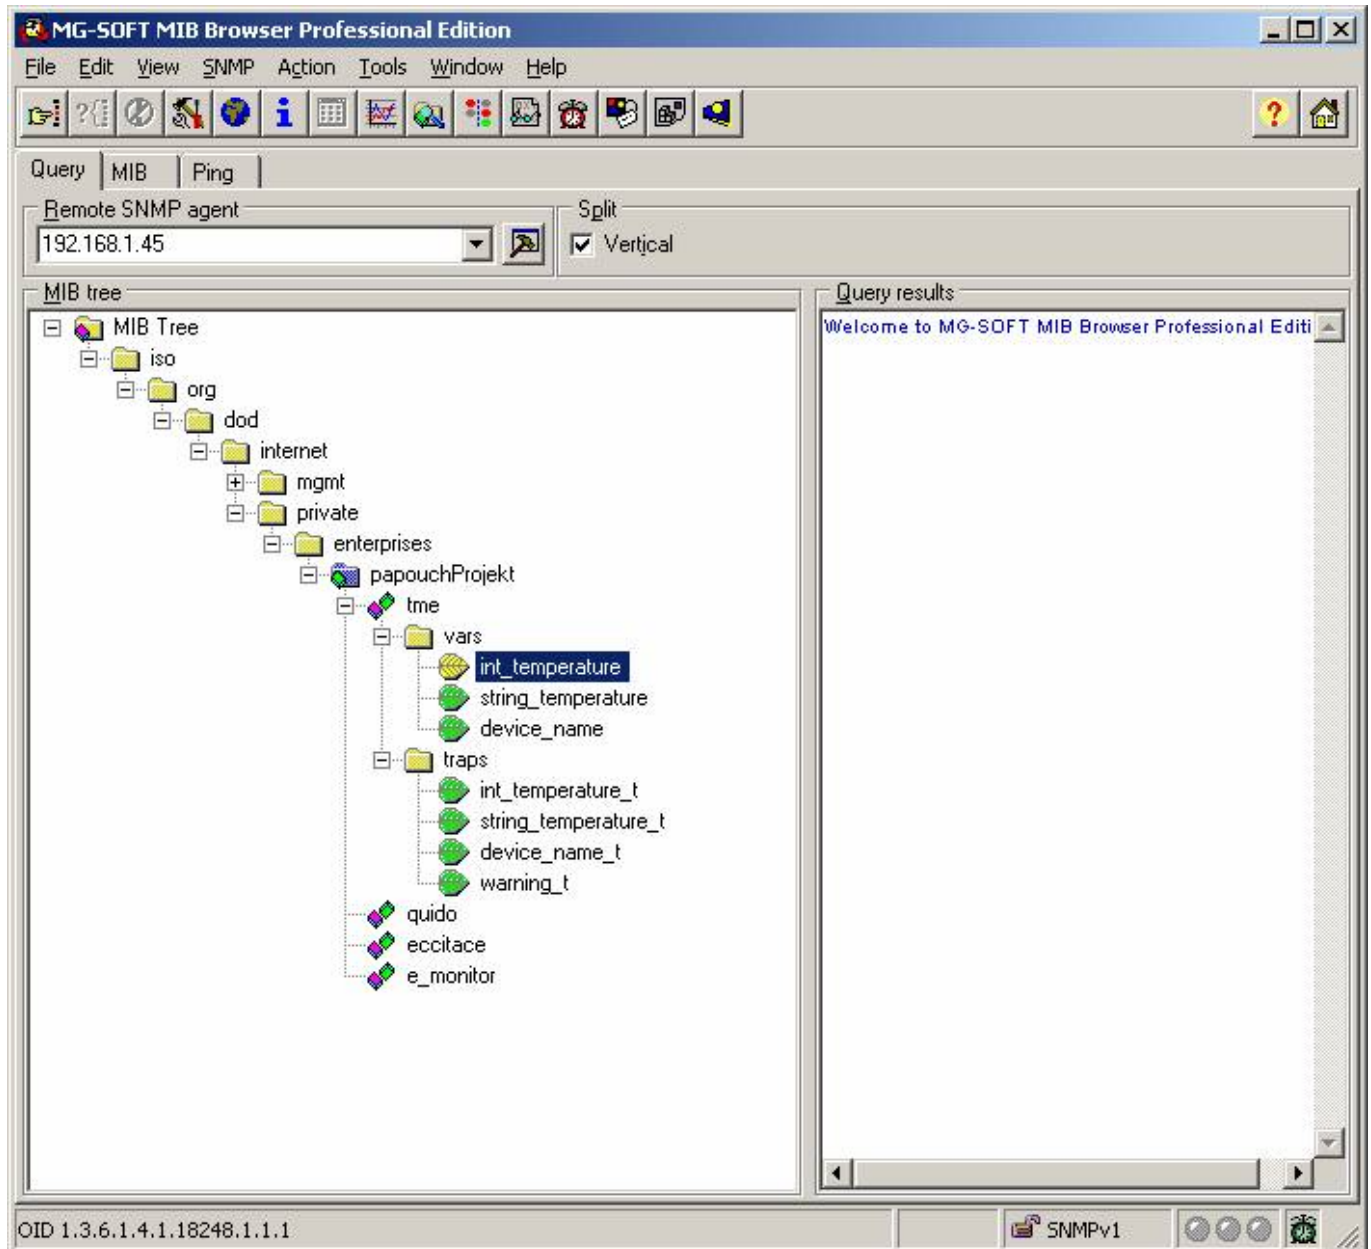 MG-SOFT MIB Browser Professional Edition
File Edit View SNMP Action Tools Window Help
Query MIB Ping
Remote SNMP agent
Split
192.168.1.45
Vertical
MIB tree
Query results
MIB Tree
Welcome to MG-SOFT MIB Browser Professional Editi
iso
org
dod
internet
mgmt
private
enterprises
papouchProjekt
tme
vars
int_temperature
string_temperature
device_name
traps
int_temperature_t
string_temperature_t
device_name_t
warning_t
quido
eccitace
e_monitor
OID 1.3.6.1.4.1.18248.1.1.1
SNMPv1